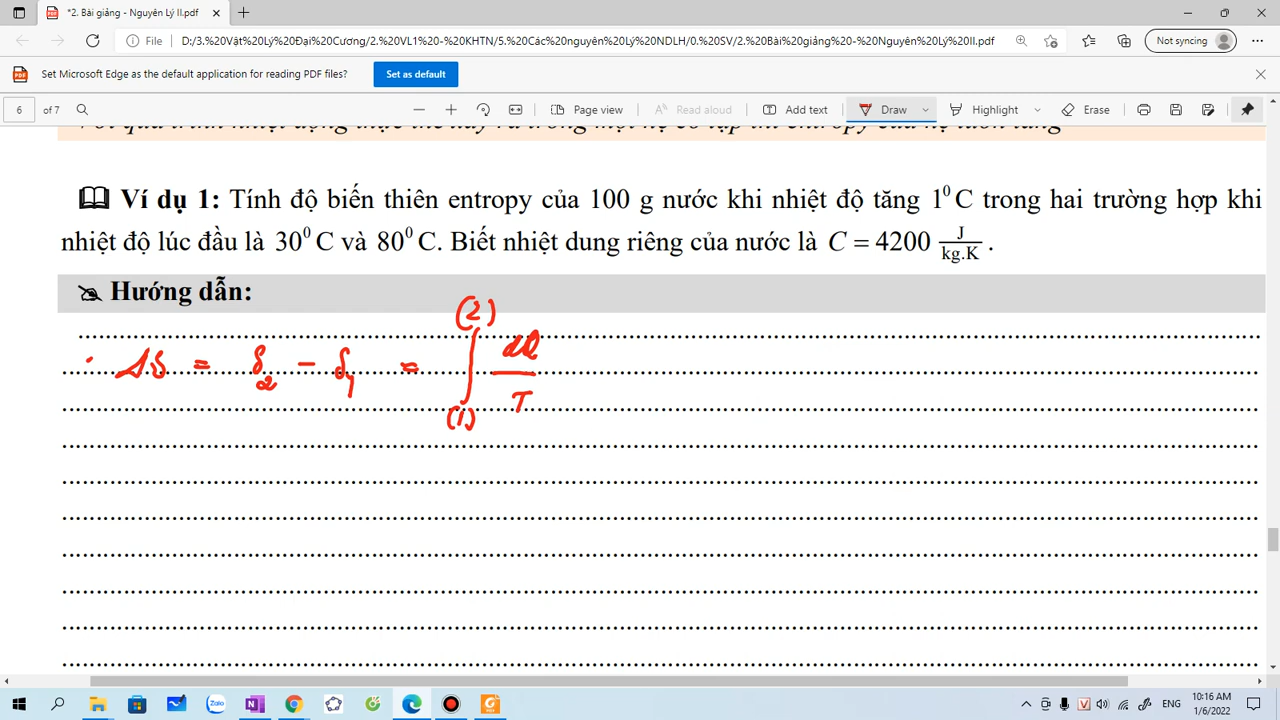 *2. Bài giảng - Nguyên Lý II.pdf
File D:/3.%20Vật%20Lý%20Đại%20Cương/2.%20VL1%20-%20KHTN/5.%20Các%20nguyên%20Lý%20NDLH/0.%20SV/2.%20Bài%20giảng%20-%20Nguyên%20Lý%20II.pdf Not syncing
Set Microsoft Edge as the default application for reading PDF files? Set as default
6 of 7 Page view Read aloud Add text Draw Highlight Erase
Ví dụ 1: Tính độ biến thiên entropy của 100 g nước khi nhiệt độ tăng 1⁰ C trong hai trường hợp khi
nhiệt độ lúc đầu là 30⁰ C và 80⁰ C. Biết nhiệt dung riêng của nước là C = 4200 J/kg.K .
Hướng dẫn:
ΔS = S₂ - S₁ = ∫₍₁₎⁽²⁾ dQ/T
Zalo
ENG
10:16 AM
1/6/2022